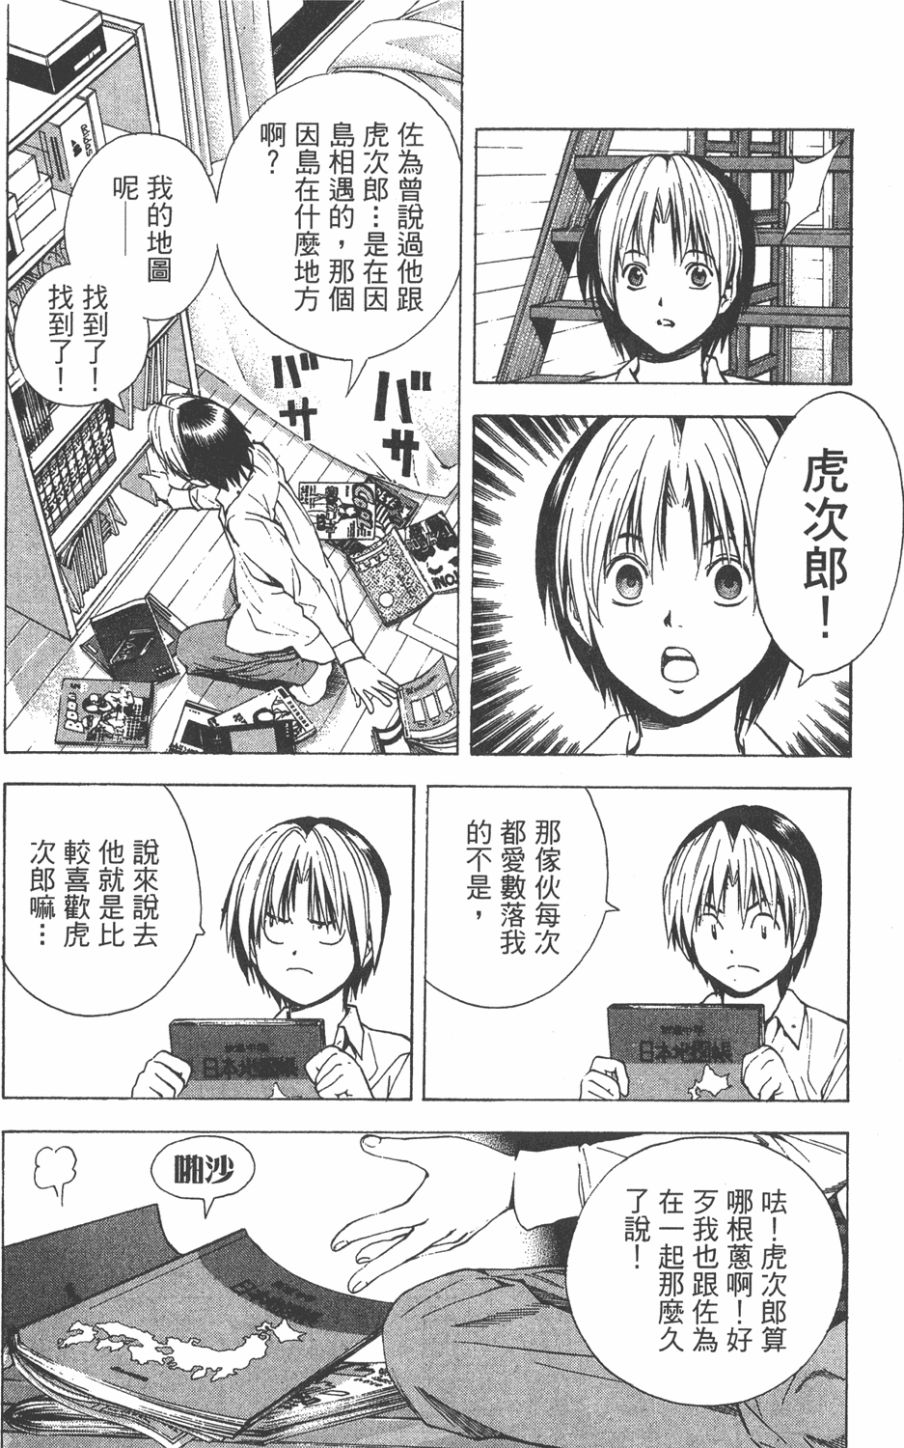 虎次郎！
佐為曾說過他跟
虎次郎…是在因
島相遇的，那個
因島在什麼地方
啊？
我的地圖
呢—
找到了！
找到了！
バサ
バサ
那傢伙每次
都愛數落我
的不是，
日本地図帳
說來說去
他就是比
較喜歡虎
次郎嘛…
日本地図帳
呿！虎次郎算
哪根蔥啊！好
歹我也跟佐為
在一起那麼久
了說！
啪沙